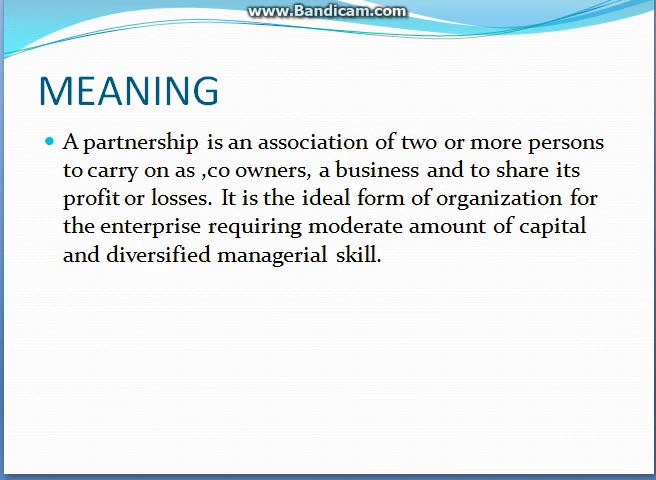 www.Bandicam.com
MEANING
• A partnership is an association of two or more persons
to carry on as ,co owners, a business and to share its
profit or losses. It is the ideal form of organization for
the enterprise requiring moderate amount of capital
and diversified managerial skill.